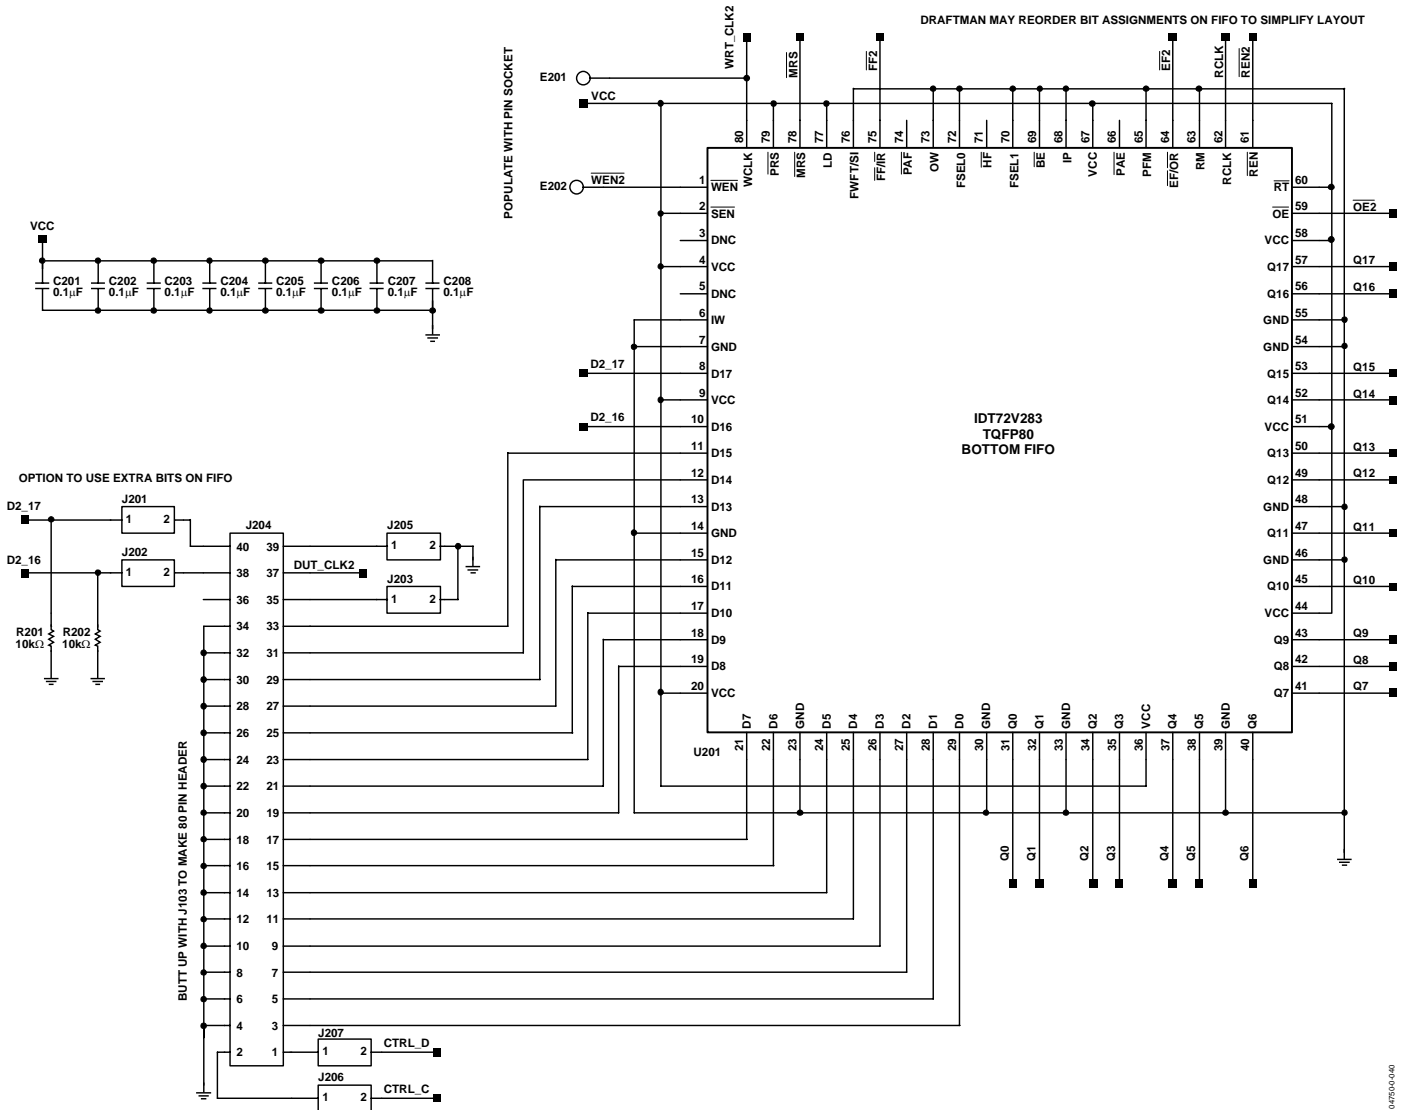 DRAFTMAN MAY REORDER BIT ASSIGNMENTS ON FIFO TO SIMPLIFY LAYOUT
POPULATE WITH PIN SOCKET
WRT_CLK2
MRS
FF2
EF2
RCLK
REN2
E201
VCC
E202
WEN2
80 79 78 77 76 75 74 73 72 71 70 69 68 67 66 65 64 63 62 61
WCLK PRS MRS LD FWFT/SI FF/IR PAF OW FSEL0 HF FSEL1 BE IP VCC PAE PFM EF/OR RM RCLK REN
1 WEN
2 SEN
3 DNC
4 VCC
5 DNC
6 IW
7 GND
D2_17 8 D17
9 VCC
D2_16 10 D16
11 D15
12 D14
13 D13
14 GND
15 D12
16 D11
17 D10
18 D9
19 D8
20 VCC
IDT72V283
TQFP80
BOTTOM FIFO
RT 60
OE 59 OE2
VCC 58
Q17 57 Q17
Q16 56 Q16
GND 55
GND 54
Q15 53 Q15
Q14 52 Q14
VCC 51
Q13 50 Q13
Q12 49 Q12
GND 48
Q11 47 Q11
GND 46
Q10 45 Q10
VCC 44
Q9 43 Q9
Q8 42 Q8
Q7 41 Q7
D7 D6 GND D5 D4 D3 D2 D1 D0 GND Q0 Q1 GND Q2 Q3 VCC Q4 Q5 GND Q6
U201
21 22 23 24 25 26 27 28 29 30 31 32 33 34 35 36 37 38 39 40
Q0 Q1 Q2 Q3 Q4 Q5 Q6
VCC
C201 C202 C203 C204 C205 C206 C207 C208
0.1µF 0.1µF 0.1µF 0.1µF 0.1µF 0.1µF 0.1µF 0.1µF
OPTION TO USE EXTRA BITS ON FIFO
D2_17
J201
1 2
D2_16
J202
1 2
R201
10kΩ
R202
10kΩ
J204
J205
1 2
DUT_CLK2
J203
1 2
40 39
38 37
36 35
34 33
32 31
30 29
28 27
26 25
24 23
22 21
20 19
18 17
16 15
14 13
12 11
10 9
8 7
6 5
4 3
2 1
BUTT UP WITH J103 TO MAKE 80 PIN HEADER
J207
1 2 CTRL_D
J206
1 2 CTRL_C
04750-0-040